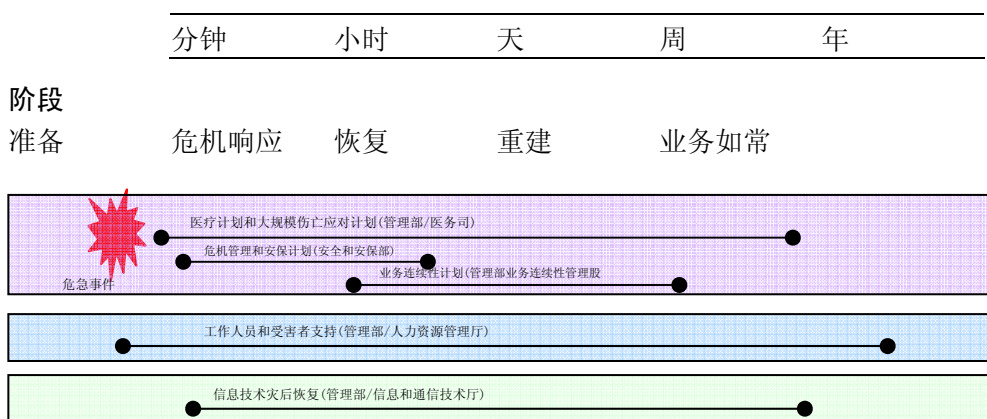 分钟 小时 天 周 年
阶段
准备 危机响应 恢复 重建 业务如常
医疗计划和大规模伤亡应对计划(管理部/医务司)
危机管理和安保计划(安全和安保部)
业务连续性计划(管理部业务连续性管理股
危急事件
工作人员和受害者支持(管理部/人力资源管理厅)
信息技术灾后恢复(管理部/信息和通信技术厅)